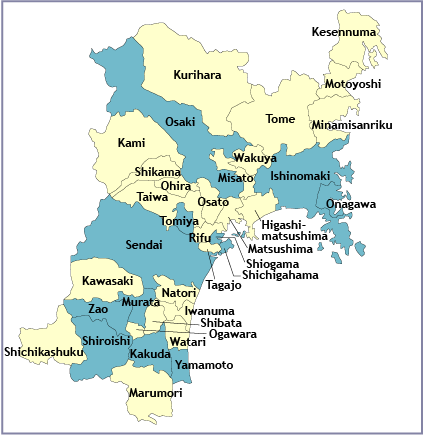 Kesennuma
Kurihara
Motoyoshi
Osaki
Tome
Minamisanriku
Kami
Wakuya
Shikama
Misato
Ishinomaki
Ohira
Taiwa
Osato
Onagawa
Tomiya
Higashi-
matsushima
Rifu
Sendai
Matsushima
Shiogama
Shichigahama
Kawasaki
Tagajo
Natori
Murata
Zao
Iwanuma
Shibata
Ogawara
Shiroishi
Watari
Shichikashuku
Kakuda
Yamamoto
Marumori